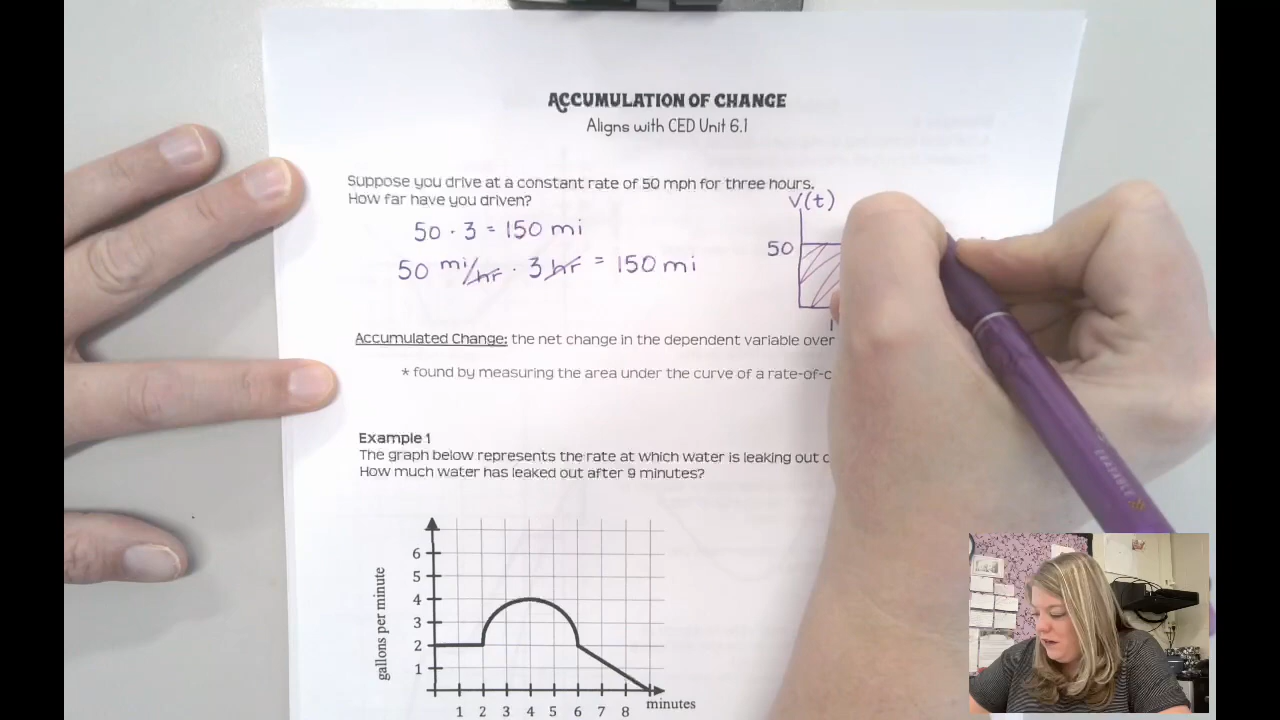 ACCUMULATION OF CHANGE
Aligns with CED Unit 6.1
Suppose you drive at a constant rate of 50 mph for three hours.
How far have you driven?
V(t)
50 · 3 = 150 mi
50
50 mi/hr · 3 hr = 150 mi
1
Accumulated Change: the net change in the dependent variable over
* found by measuring the area under the curve of a rate-of-c
Example 1
The graph below represents the rate at which water is leaking out
How much water has leaked out after 9 minutes?
gallons per minute
6
5
4
3
2
1
1 2 3 4 5 6 7 8
minutes
ERASABLE